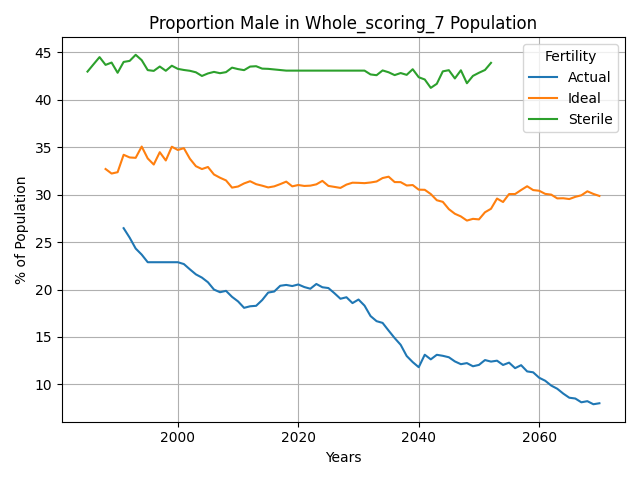 Proportion Male in Whole_scoring_7 Population
% of Population
45
40
35
30
25
20
15
10
Fertility
Actual
Ideal
Sterile
2000
2020
2040
2060
Years